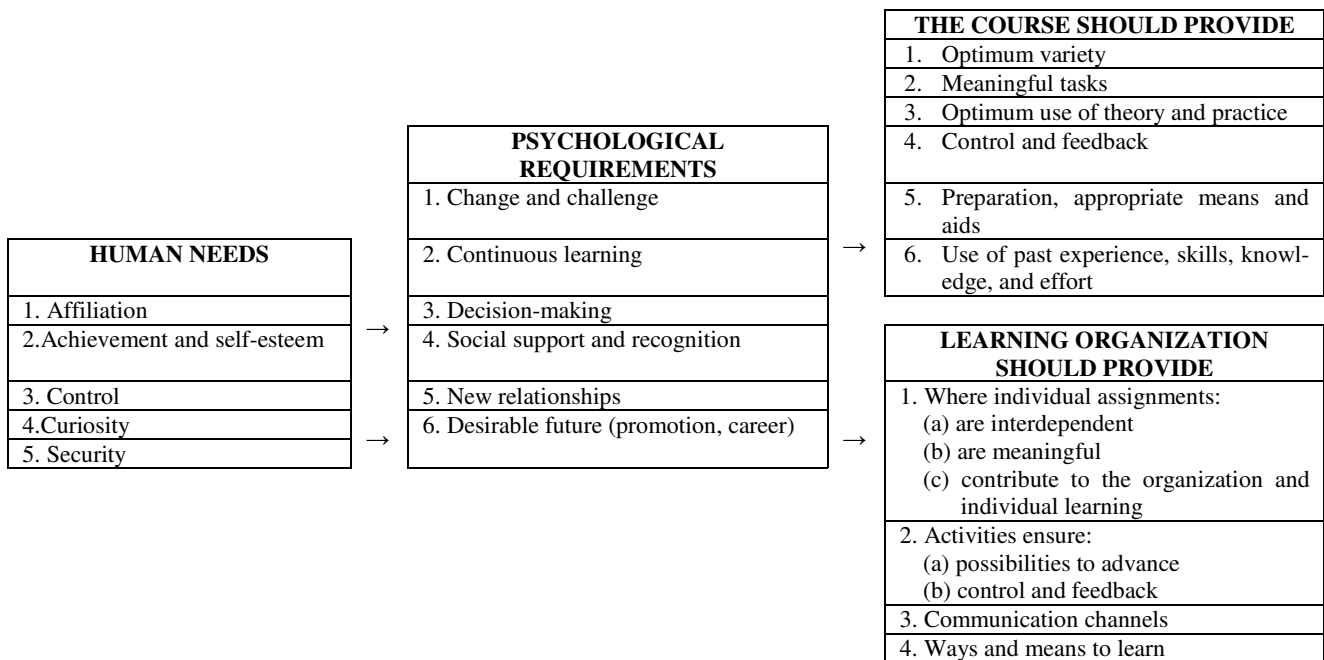 HUMAN NEEDS
1. Affiliation
2.Achievement and self-esteem
3. Control
4.Curiosity
5. Security
→
→
PSYCHOLOGICAL
REQUIREMENTS
1. Change and challenge
2. Continuous learning
3. Decision-making
4. Social support and recognition
5. New relationships
6. Desirable future (promotion, career)
→
→
THE COURSE SHOULD PROVIDE
1. Optimum variety
2. Meaningful tasks
3. Optimum use of theory and practice
4. Control and feedback
5. Preparation, appropriate means and
aids
6. Use of past experience, skills, knowl-
edge, and effort
LEARNING ORGANIZATION
SHOULD PROVIDE
1. Where individual assignments:
(a) are interdependent
(b) are meaningful
(c) contribute to the organization and
individual learning
2. Activities ensure:
(a) possibilities to advance
(b) control and feedback
3. Communication channels
4. Ways and means to learn